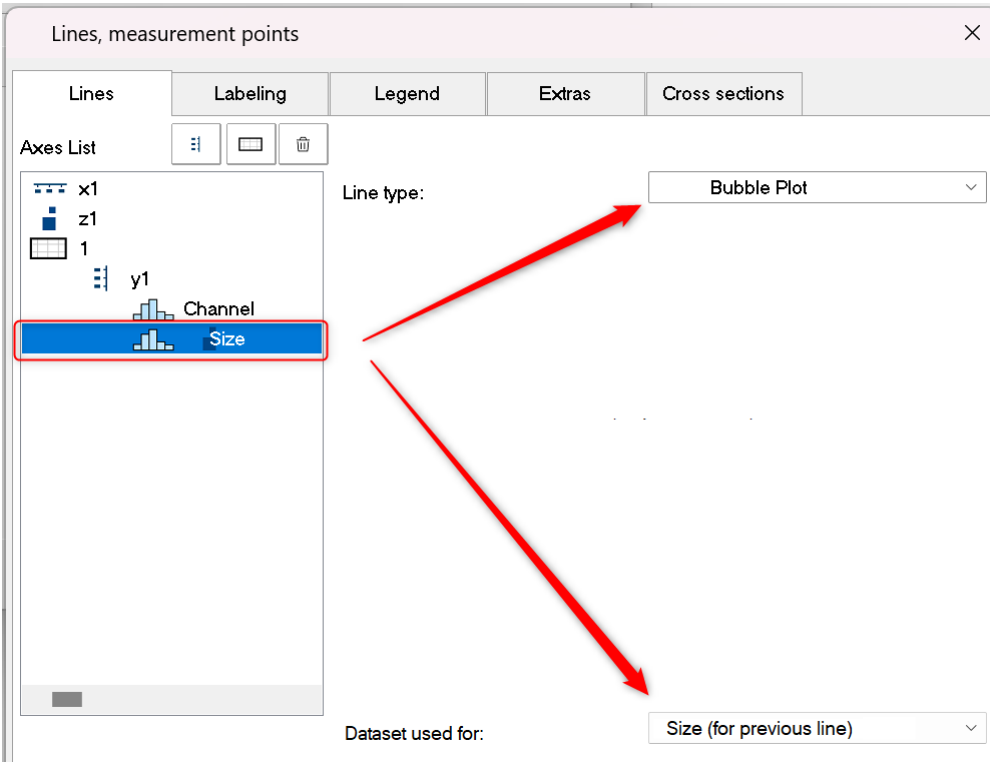 Lines, measurement points
Lines
Labeling
Legend
Extras
Cross sections
Axes List
x1
z1
1
y1
Channel
Size
Line type:
Bubble Plot
Dataset used for:
Size (for previous line)